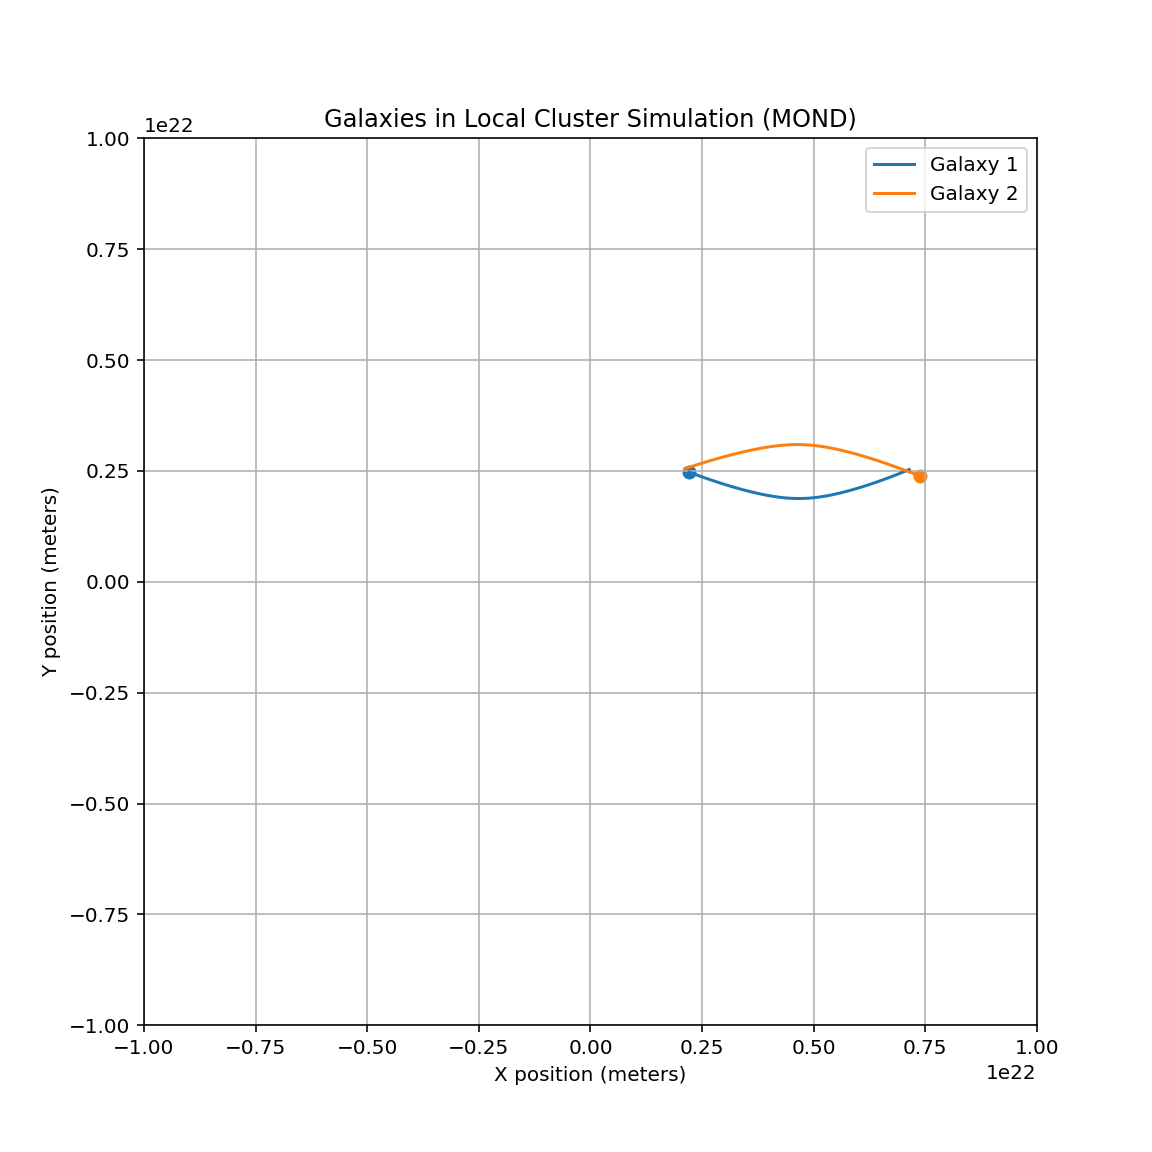 Galaxies in Local Cluster Simulation (MOND)
1e22
Galaxy 1
Galaxy 2
1.00
0.75
0.50
0.25
0.00
−0.25
−0.50
−0.75
−1.00
Y position (meters)
−1.00 −0.75 −0.50 −0.25 0.00 0.25 0.50 0.75 1.00
X position (meters)
1e22